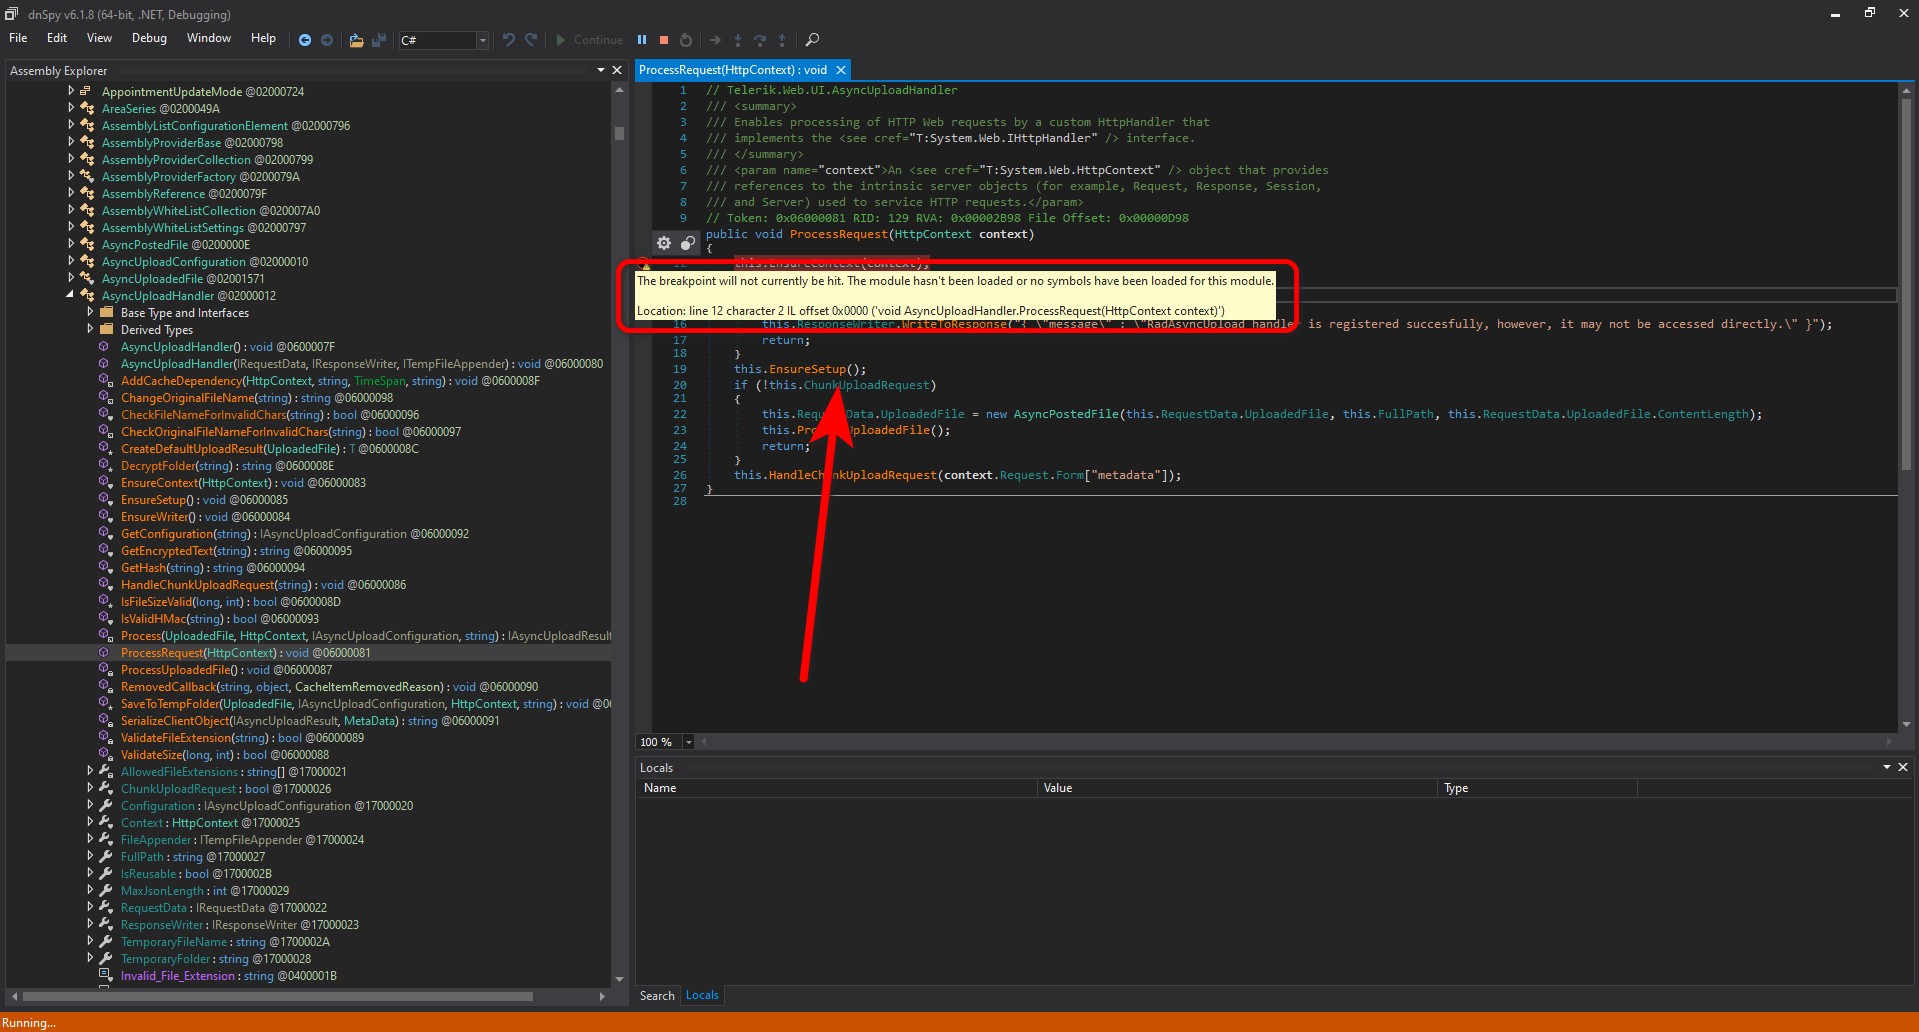 dnSpy v6.1.8 (64-bit, .NET, Debugging)
File Edit View Debug Window Help C# Continue
Assembly Explorer
AppointmentUpdateMode @02000724
AreaSeries @0200049A
AssemblyListConfigurationElement @02000796
AssemblyProviderBase @02000798
AssemblyProviderCollection @02000799
AssemblyProviderFactory @0200079A
AssemblyReference @0200079F
AssemblyWhiteListCollection @020007A0
AssemblyWhiteListSettings @02000797
AsyncPostedFile @0200000E
AsyncUploadConfiguration @02000010
AsyncUploadedFile @02001571
AsyncUploadHandler @02000012
Base Type and Interfaces
Derived Types
AsyncUploadHandler() : void @0600007F
AsyncUploadHandler(IRequestData, IResponseWriter, ITempFileAppender) : void @06000080
AddCacheDependency(HttpContext, string, TimeSpan, string) : void @0600008F
ChangeOriginalFileName(string) : string @06000098
CheckFileNameForInvalidChars(string) : bool @06000096
CheckOriginalFileNameForInvalidChars(string) : bool @06000097
CreateDefaultUploadResult(UploadedFile) : T @0600008C
DecryptFolder(string) : string @0600008E
EnsureContext(HttpContext) : void @06000083
EnsureSetup() : void @06000085
EnsureWriter() : void @06000084
GetConfiguration(string) : IAsyncUploadConfiguration @06000092
GetEncryptedText(string) : string @06000095
GetHash(string) : string @06000094
HandleChunkUploadRequest(string) : void @06000086
IsFileSizeValid(long, int) : bool @0600008D
IsValidHMac(string) : bool @06000093
Process(UploadedFile, HttpContext, IAsyncUploadConfiguration, string) : IAsyncUploadResult
ProcessRequest(HttpContext) : void @06000081
ProcessUploadedFile() : void @06000087
RemovedCallback(string, object, CacheItemRemovedReason) : void @06000090
SaveToTempFolder(UploadedFile, IAsyncUploadConfiguration, HttpContext, string) : void @06
SerializeClientObject(IAsyncUploadResult, MetaData) : string @06000091
ValidateFileExtension(string) : bool @06000089
ValidateSize(long, int) : bool @06000088
AllowedFileExtensions : string[] @17000021
ChunkUploadRequest : bool @17000026
Configuration : IAsyncUploadConfiguration @17000020
Context : HttpContext @17000025
FileAppender : ITempFileAppender @17000024
FullPath : string @17000027
IsReusable : bool @1700002B
MaxJsonLength : int @17000029
RequestData : IRequestData @17000022
ResponseWriter : IResponseWriter @17000023
TemporaryFileName : string @1700002A
TemporaryFolder : string @17000028
Invalid_File_Extension : string @0400001B
ProcessRequest(HttpContext) : void
1 // Telerik.Web.UI.AsyncUploadHandler
2 /// <summary>
3 /// Enables processing of HTTP Web requests by a custom HttpHandler that
4 /// implements the <see cref="T:System.Web.IHttpHandler" /> interface.
5 /// </summary>
6 /// <param name="context">An <see cref="T:System.Web.HttpContext" /> object that provides
7 /// references to the intrinsic server objects (for example, Request, Response, Session,
8 /// and Server) used to service HTTP requests.</param>
9 // Token: 0x06000081 RID: 129 RVA: 0x00002B98 File Offset: 0x00000D98
public void ProcessRequest(HttpContext context)
{
12 this.EnsureContext(context);
The breakpoint will not currently be hit. The module hasn't been loaded or no symbols have been loaded for this module.
Location: line 12 character 2 IL offset 0x0000 ('void AsyncUploadHandler.ProcessRequest(HttpContext context)')
16 this.ResponseWriter.WriteToResponse("{ \"message\" : \"RadAsyncUpload handler is registered succesfully, however, it may not be accessed directly.\" }");
17 return;
18 }
19 this.EnsureSetup();
20 if (!this.ChunkUploadRequest)
21 {
22 this.Requ Data.UploadedFile = new AsyncPostedFile(this.RequestData.UploadedFile, this.FullPath, this.RequestData.UploadedFile.ContentLength);
23 this.Pro UploadedFile();
24 return;
25 }
26 this.HandleChunkUploadRequest(context.Request.Form["metadata"]);
27 }
28
100 %
Locals
Name Value Type
Search Locals
Running...